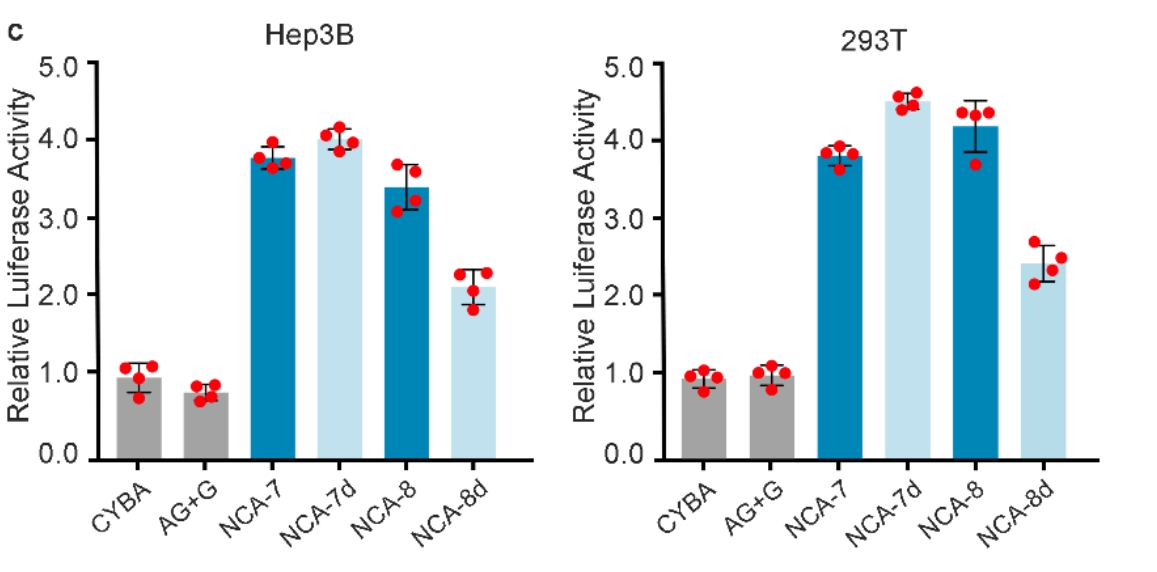 c
Hep3B
Relative Luiferase Activity
5.0
4.0
3.0
2.0
1.0
0.0
CYBA
AG+G
NCA-7
NCA-7d
NCA-8
NCA-8d
293T
Relative Luiferase Activity
5.0
4.0
3.0
2.0
1.0
0.0
CYBA
AG+G
NCA-7
NCA-7d
NCA-8
NCA-8d